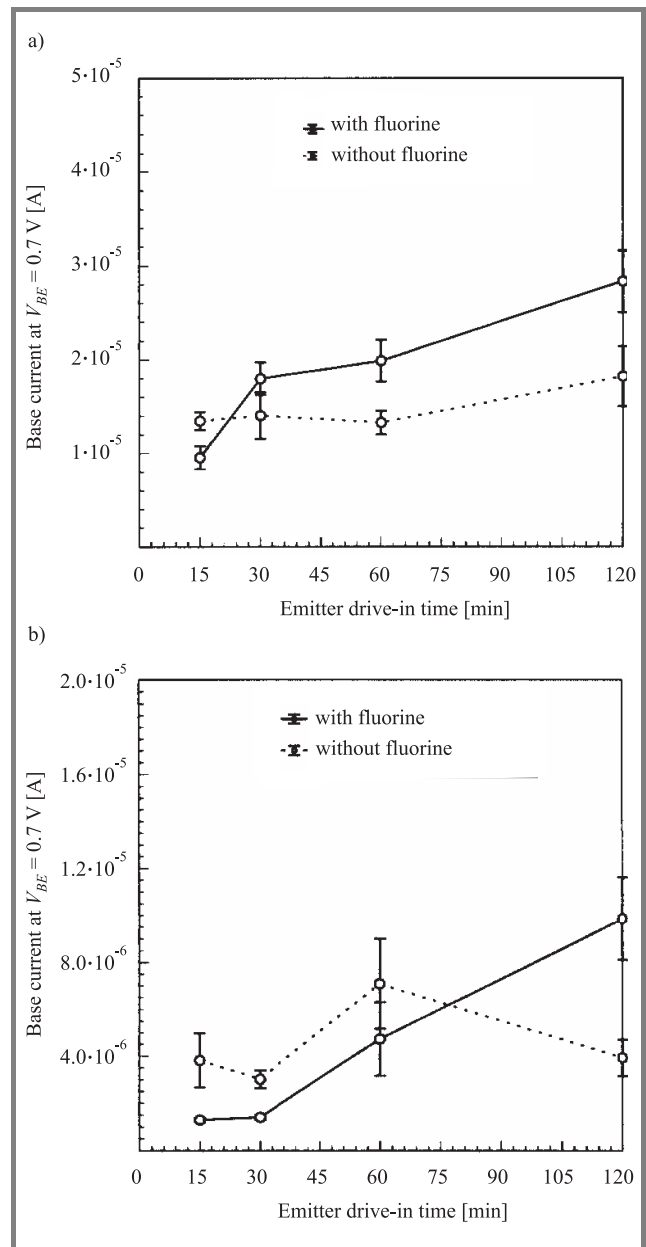 a)
5·10-5
with fluorine
without fluorine
4·10-5
3·10-5
2·10-5
1·10-5
Base current at VBE = 0.7 V [A]
0 15 30 45 60 75 90 105 120
Emitter drive-in time [min]
b)
2.0·10-5
with fluorine
without fluorine
1.6·10-5
1.2·10-5
8.0·10-6
4.0·10-6
Base current at VBE = 0.7 V [A]
0 15 30 45 60 75 90 105 120
Emitter drive-in time [min]